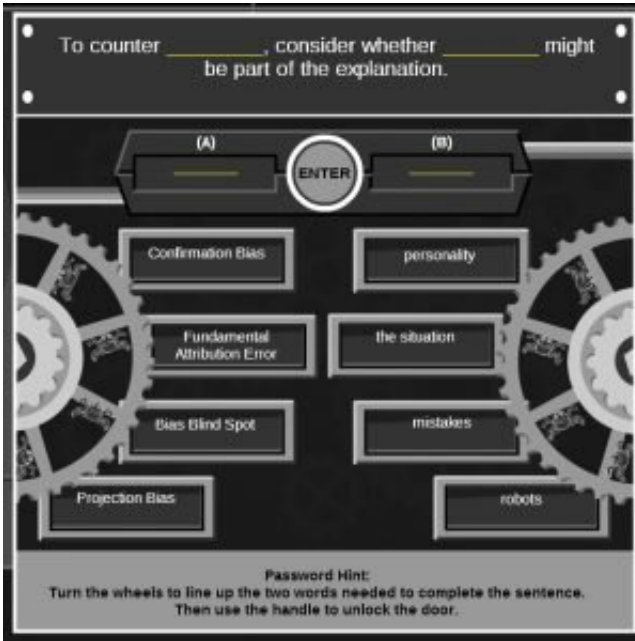 To counter ________, consider whether ________ might
be part of the explanation.
(A)
(B)
ENTER
Confirmation Bias
personality
Fundamental
Attribution Error
the situation
Bias Blind Spot
mistakes
Projection Bias
robots
Password Hint:
Turn the wheels to line up the two words needed to complete the sentence.
Then use the handle to unlock the door.